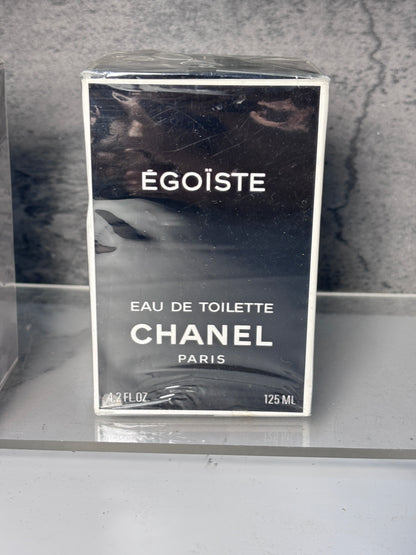 ÉGOÏSTE
EAU DE TOILETTE
CHANEL
PARIS
4.2 FL.OZ 125 ML